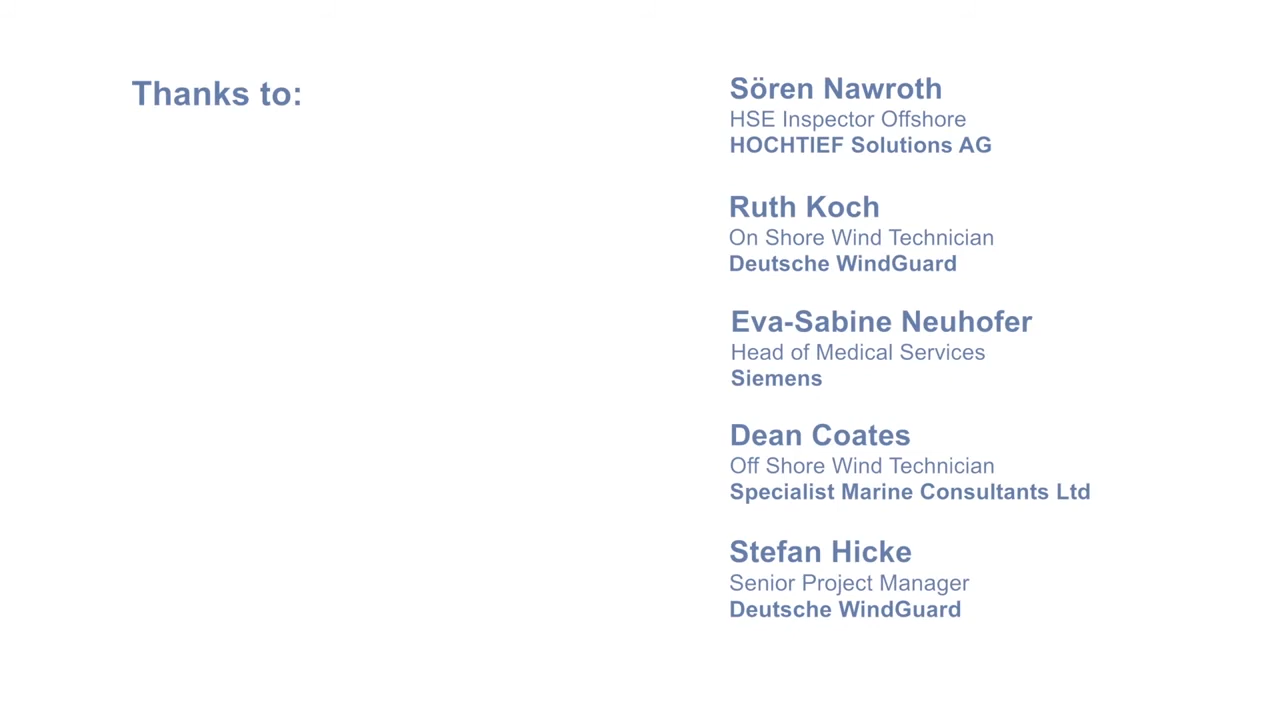 Thanks to:
Sören Nawroth
HSE Inspector Offshore
HOCHTIEF Solutions AG
Ruth Koch
On Shore Wind Technician
Deutsche WindGuard
Eva-Sabine Neuhofer
Head of Medical Services
Siemens
Dean Coates
Off Shore Wind Technician
Specialist Marine Consultants Ltd
Stefan Hicke
Senior Project Manager
Deutsche WindGuard